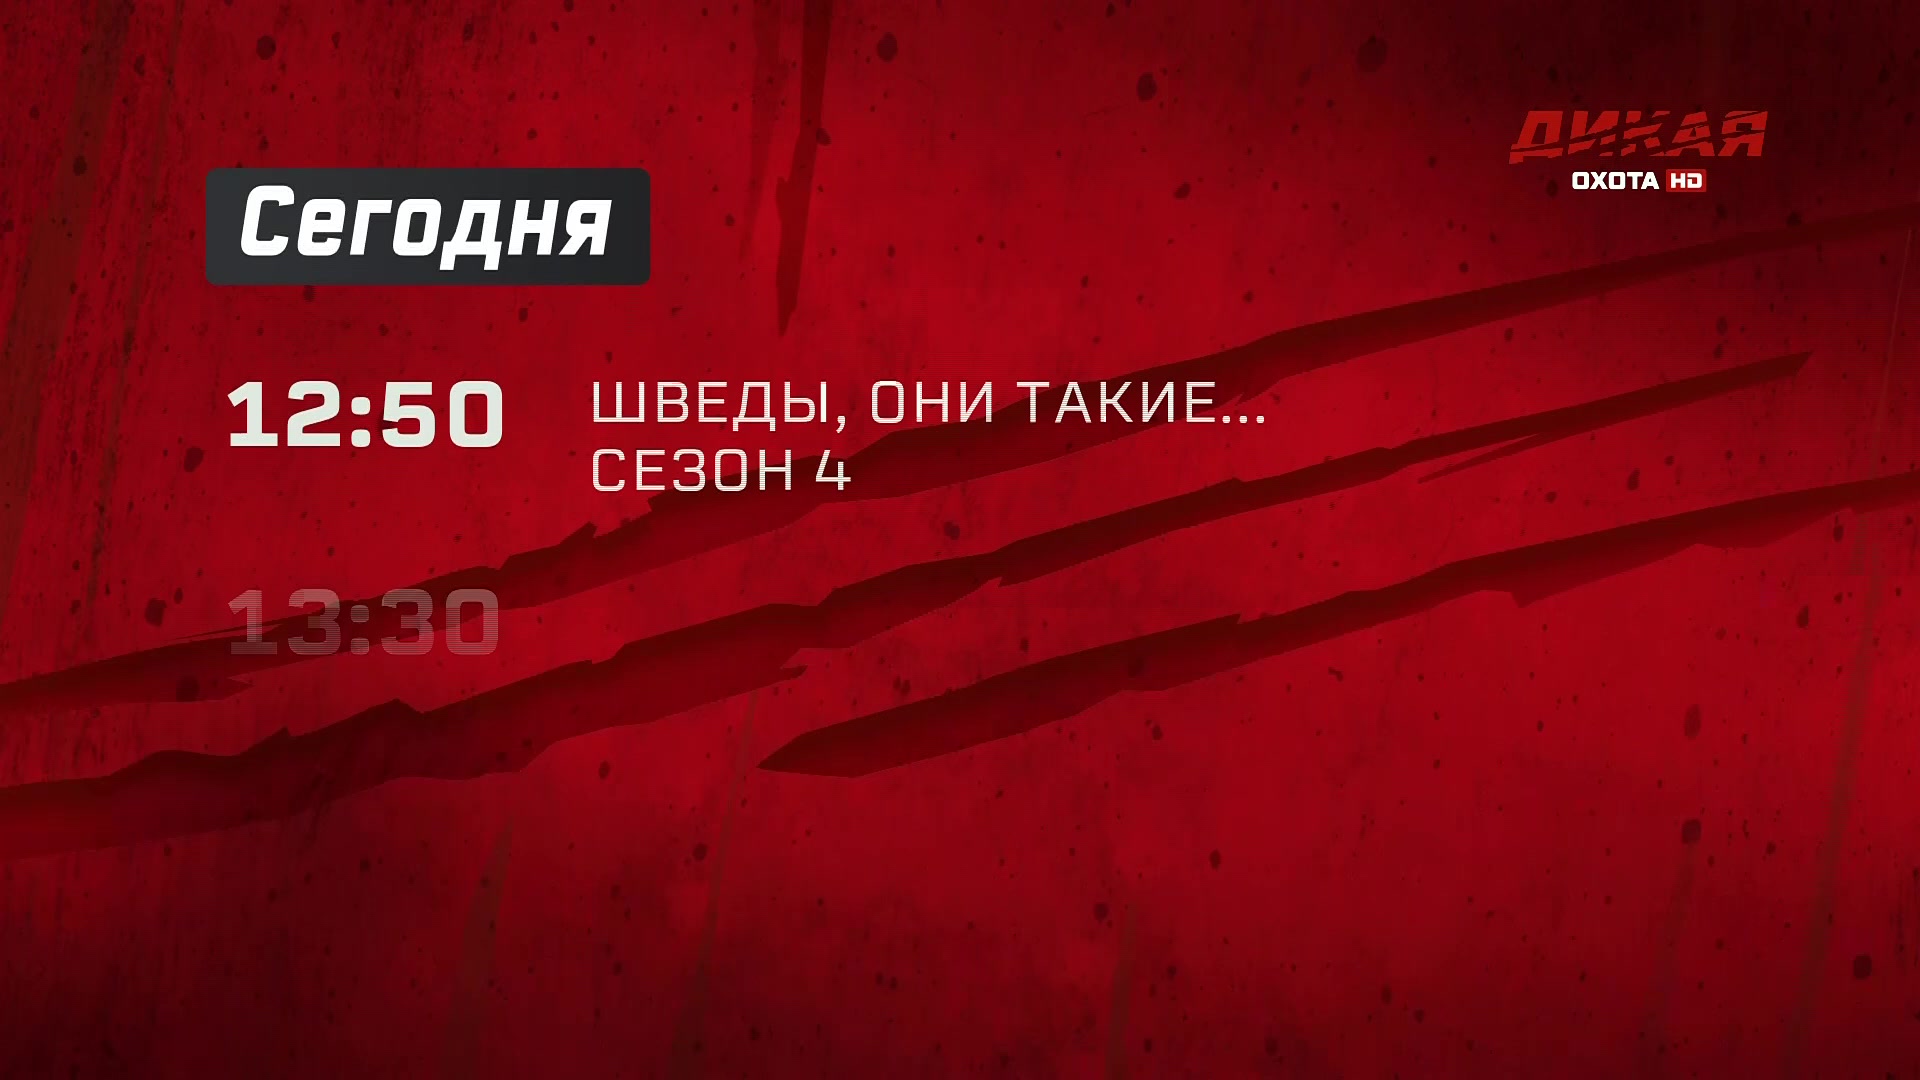 ДИКАЯ
ОХОТА HD
Сегодня
12:50 ШВЕДЫ, ОНИ ТАКИЕ...
СЕЗОН 4
13:30